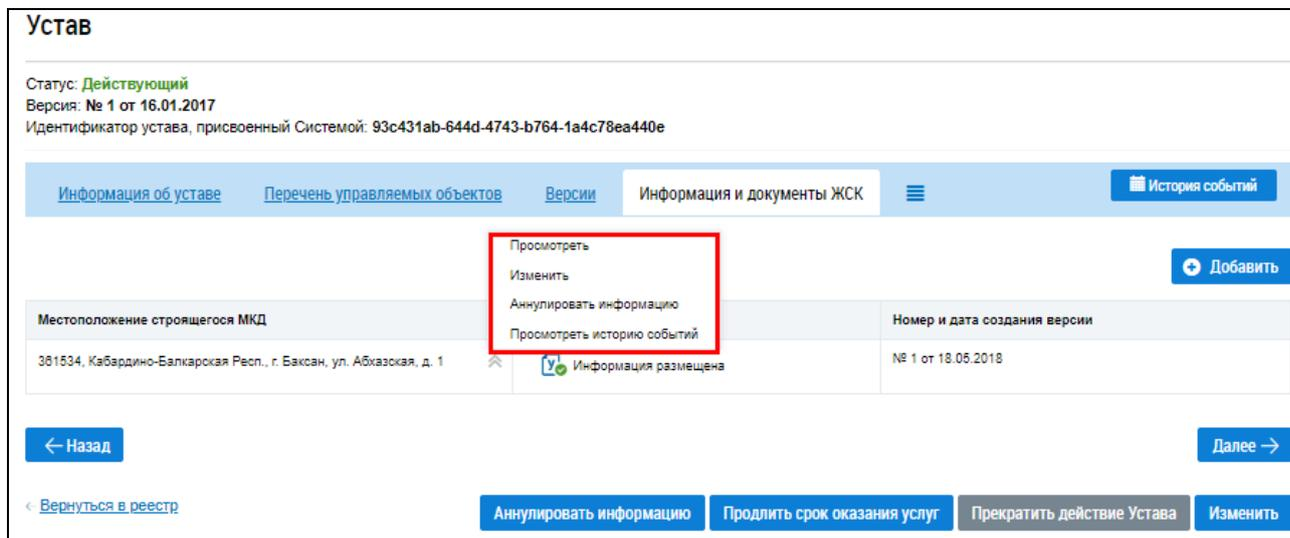 Устав
Статус: Действующий
Версия: № 1 от 16.01.2017
Идентификатор устава, присвоенный Системой: 93c431ab-644d-4743-b764-1a4c78ea440e
Информация об уставе Перечень управляемых объектов Версии Информация и документы ЖСК История событий
Просмотреть
Изменить
Аннулировать информацию
Просмотреть историю событий
Добавить
Местоположение строящегося МКД Номер и дата создания версии
361534, Кабардино-Балкарская Респ., г. Баксан, ул. Абхазская, д. 1 Информация размещена № 1 от 18.05.2018
Назад Далее
Вернуться в реестр Аннулировать информацию Продлить срок оказания услуг Прекратить действие Устава Изменить